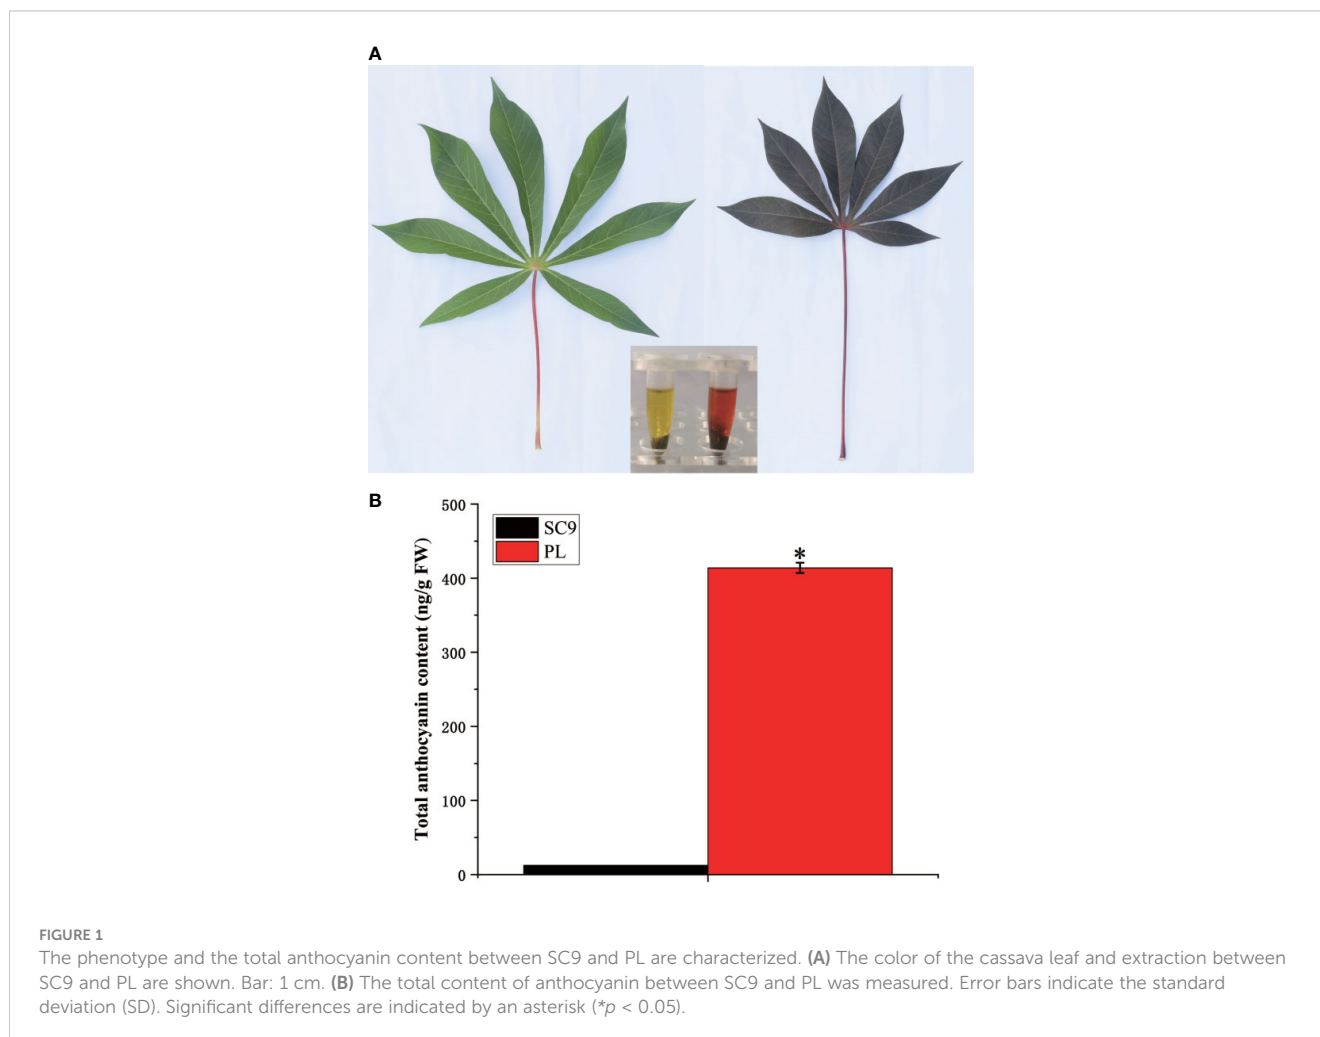 A
B
500
400
300
200
100
0
Total anthocyanin content (ng/g FW)
SC9
PL
*
FIGURE 1
The phenotype and the total anthocyanin content between SC9 and PL are characterized. (A) The color of the cassava leaf and extraction between
SC9 and PL are shown. Bar: 1 cm. (B) The total content of anthocyanin between SC9 and PL was measured. Error bars indicate the standard
deviation (SD). Significant differences are indicated by an asterisk (*p < 0.05).